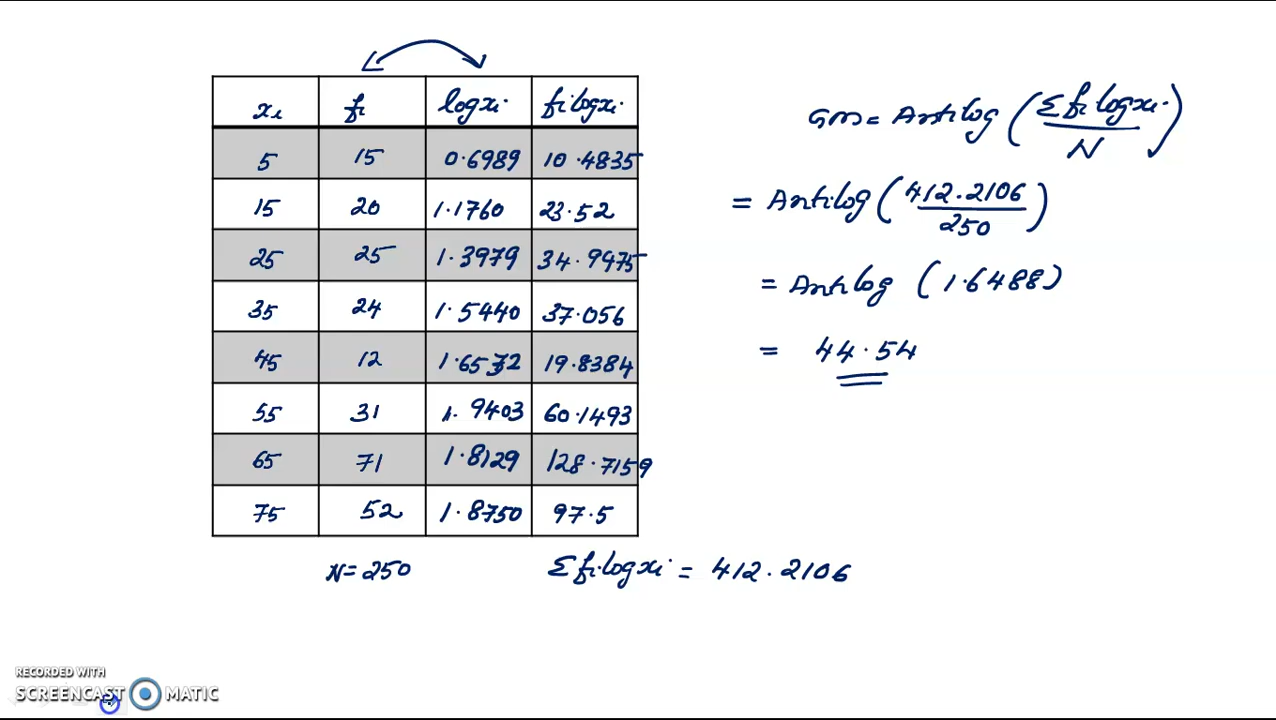 xi fi logxi fi logxi
5 15 0.6989 10.4835
15 20 1.1760 23.52
25 25 1.3979 34.9475
35 24 1.5440 37.056
45 12 1.6532 19.8384
55 31 1.9403 60.1493
65 71 1.8129 128.7159
75 52 1.8750 97.5
N=250 Σfi logxi = 412.2106
GM = Antilog (Σfi logxi / N)
= Antilog (412.2106 / 250)
= Antilog (1.6488)
= 44.54
RECORDED WITH
SCREENCAST MATIC